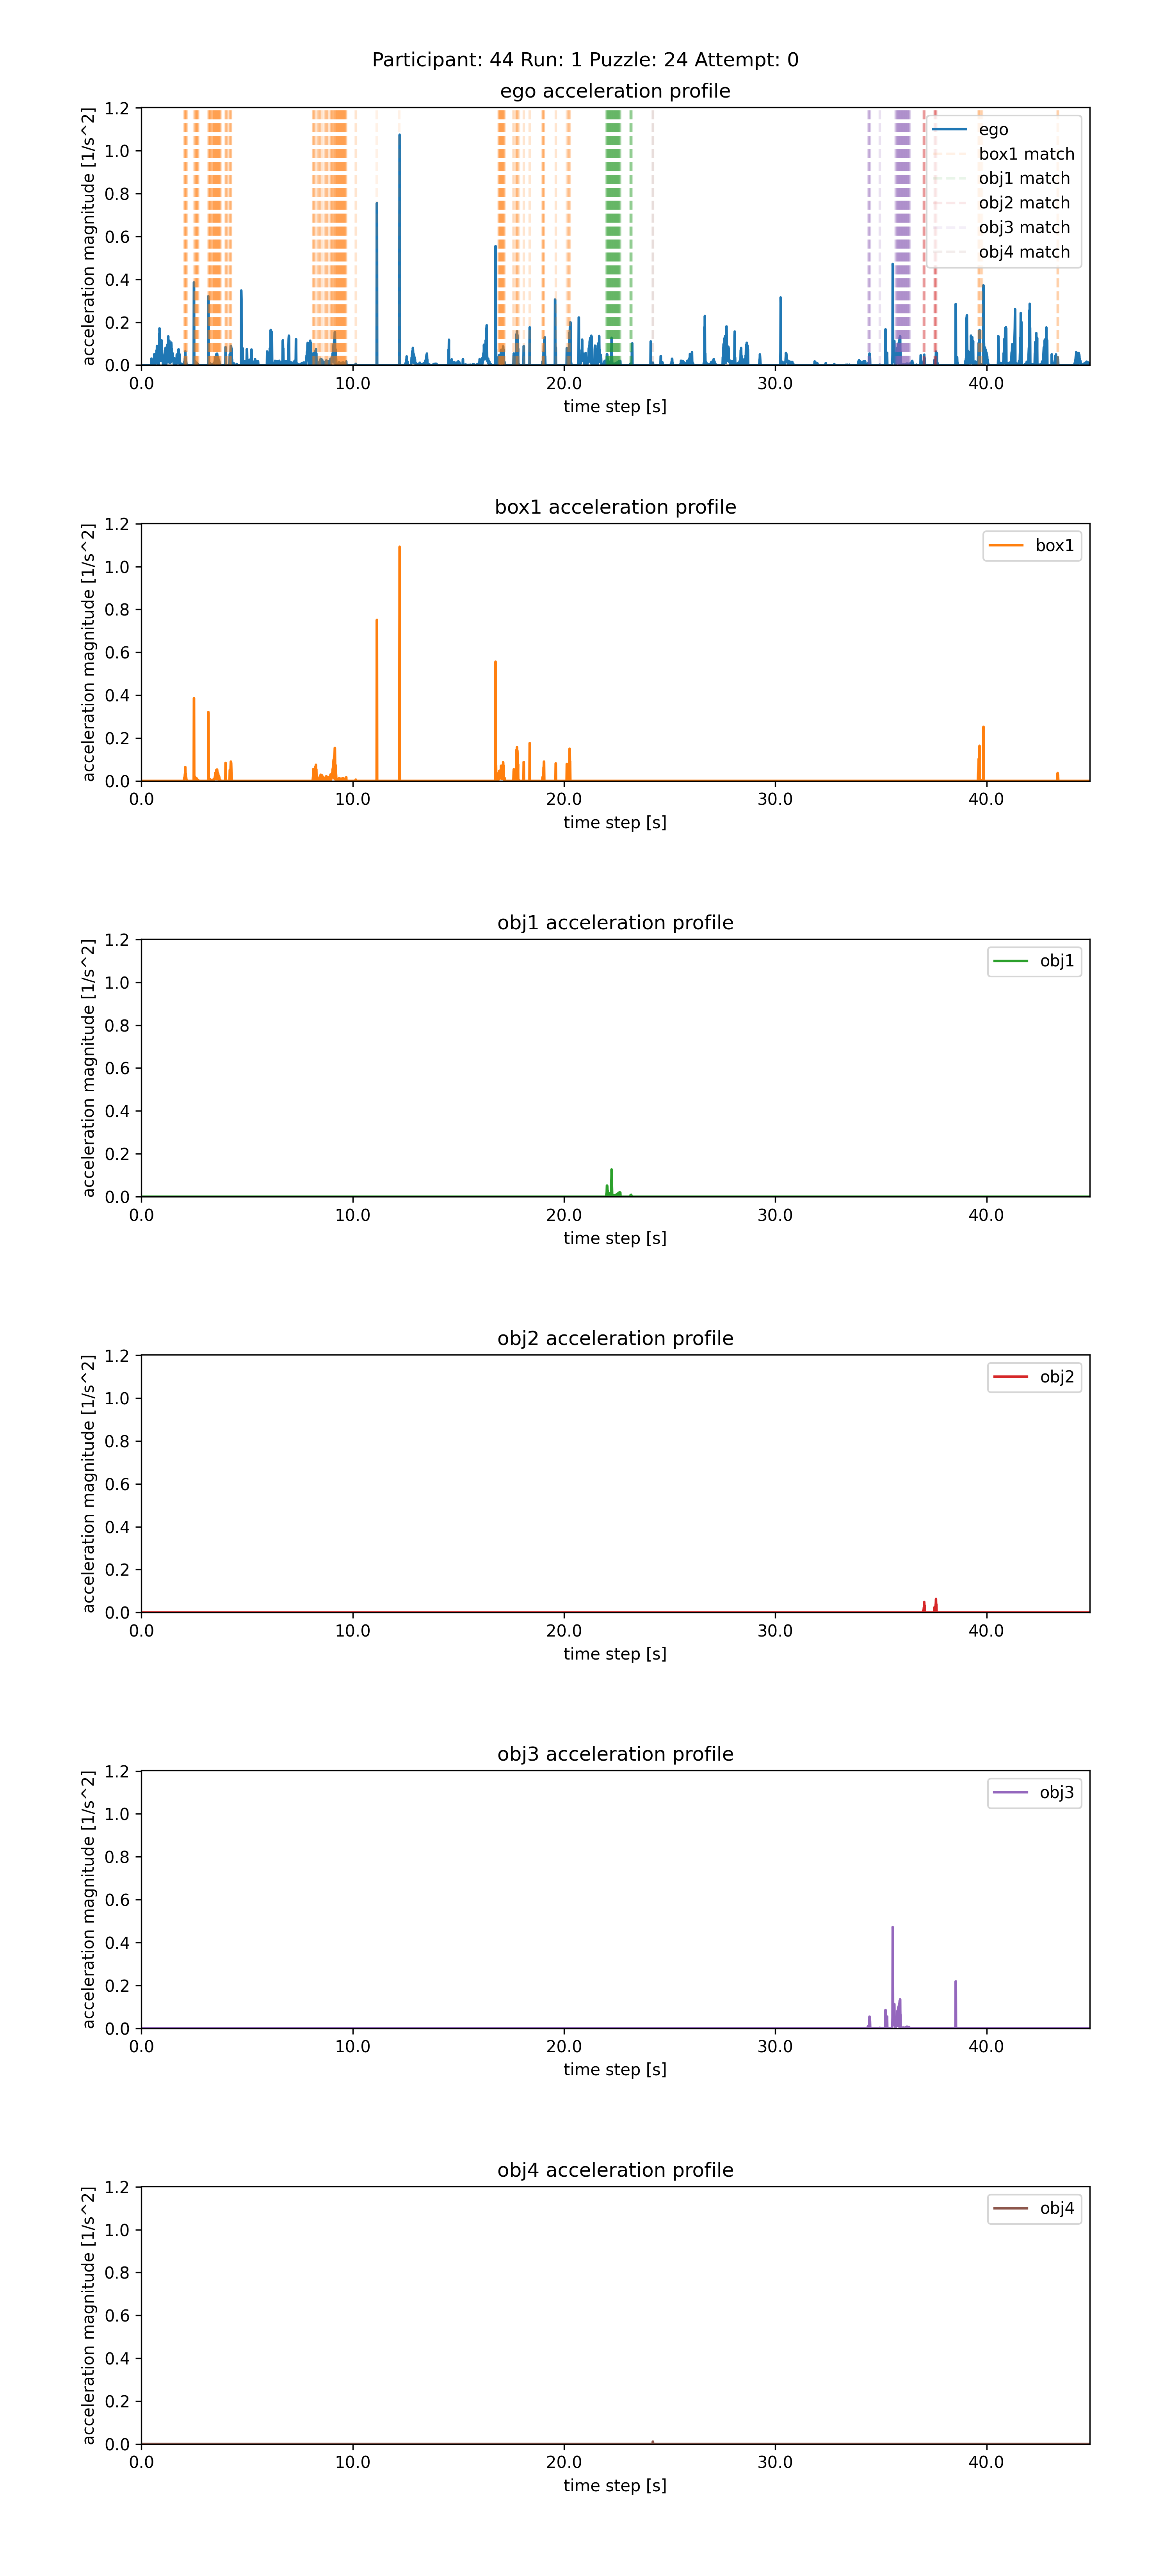 Participant: 44 Run: 1 Puzzle: 24 Attempt: 0
ego acceleration profile
acceleration magnitude [1/s^2]
1.2
1.0
0.8
0.6
0.4
0.2
0.0
ego
box1 match
obj1 match
obj2 match
obj3 match
obj4 match
0.0 10.0 20.0 30.0 40.0
time step [s]
box1 acceleration profile
acceleration magnitude [1/s^2]
1.2
1.0
0.8
0.6
0.4
0.2
0.0
box1
0.0 10.0 20.0 30.0 40.0
time step [s]
obj1 acceleration profile
acceleration magnitude [1/s^2]
1.2
1.0
0.8
0.6
0.4
0.2
0.0
obj1
0.0 10.0 20.0 30.0 40.0
time step [s]
obj2 acceleration profile
acceleration magnitude [1/s^2]
1.2
1.0
0.8
0.6
0.4
0.2
0.0
obj2
0.0 10.0 20.0 30.0 40.0
time step [s]
obj3 acceleration profile
acceleration magnitude [1/s^2]
1.2
1.0
0.8
0.6
0.4
0.2
0.0
obj3
0.0 10.0 20.0 30.0 40.0
time step [s]
obj4 acceleration profile
acceleration magnitude [1/s^2]
1.2
1.0
0.8
0.6
0.4
0.2
0.0
obj4
0.0 10.0 20.0 30.0 40.0
time step [s]